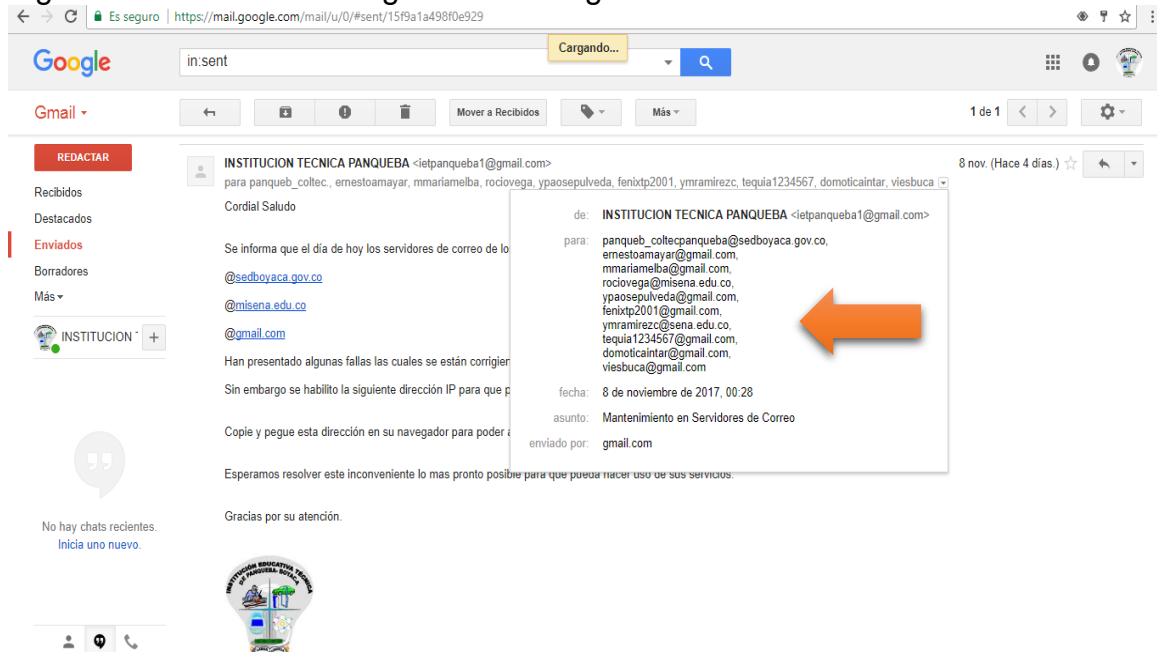 Es seguro | https://mail.google.com/mail/u/0/#sent/15f9a1a498f0e929
Google
in:sent
Cargando...
Gmail
Mover a Recibidos
Más
1 de 1
REDACTAR
Recibidos
Destacados
Enviados
Borradores
Más
INSTITUCION
No hay chats recientes.
Inicia uno nuevo.
INSTITUCION TECNICA PANQUEBA <ietpanqueba1@gmail.com>
8 nov. (Hace 4 días.)
para panqueb_coltec., ernestoamayar, mmariamelba, rociovega, ypaosepulveda, fenixtp2001, ymramirezc, tequia1234567, domoticaintar, viesbuca
Cordial Saludo
Se informa que el día de hoy los servidores de correo de lo
@sedboyaca.gov.co
@misena.edu.co
@gmail.com
Han presentado algunas fallas las cuales se están corrigien
Sin embargo se habilito la siguiente dirección IP para que p
Copie y pegue esta dirección en su navegador para poder a
Esperamos resolver este inconveniente lo mas pronto posible para que pueda hacer uso de sus servicios.
Gracias por su atención.
de: INSTITUCION TECNICA PANQUEBA <ietpanqueba1@gmail.com>
para: panqueb_coltecpanqueba@sedboyaca.gov.co,
ernestoamayar@gmail.com,
mmariamelba@gmail.com,
rociovega@misena.edu.co,
ypaosepulveda@gmail.com,
fenixtp2001@gmail.com,
ymramirezc@sena.edu.co,
tequia1234567@gmail.com,
domoticaintar@gmail.com,
viesbuca@gmail.com
fecha: 8 de noviembre de 2017, 00:28
asunto: Mantenimiento en Servidores de Correo
enviado por: gmail.com
INSTITUCIÓN EDUCATIVA TÉCNICA
DE PANQUEBA- BOYACA